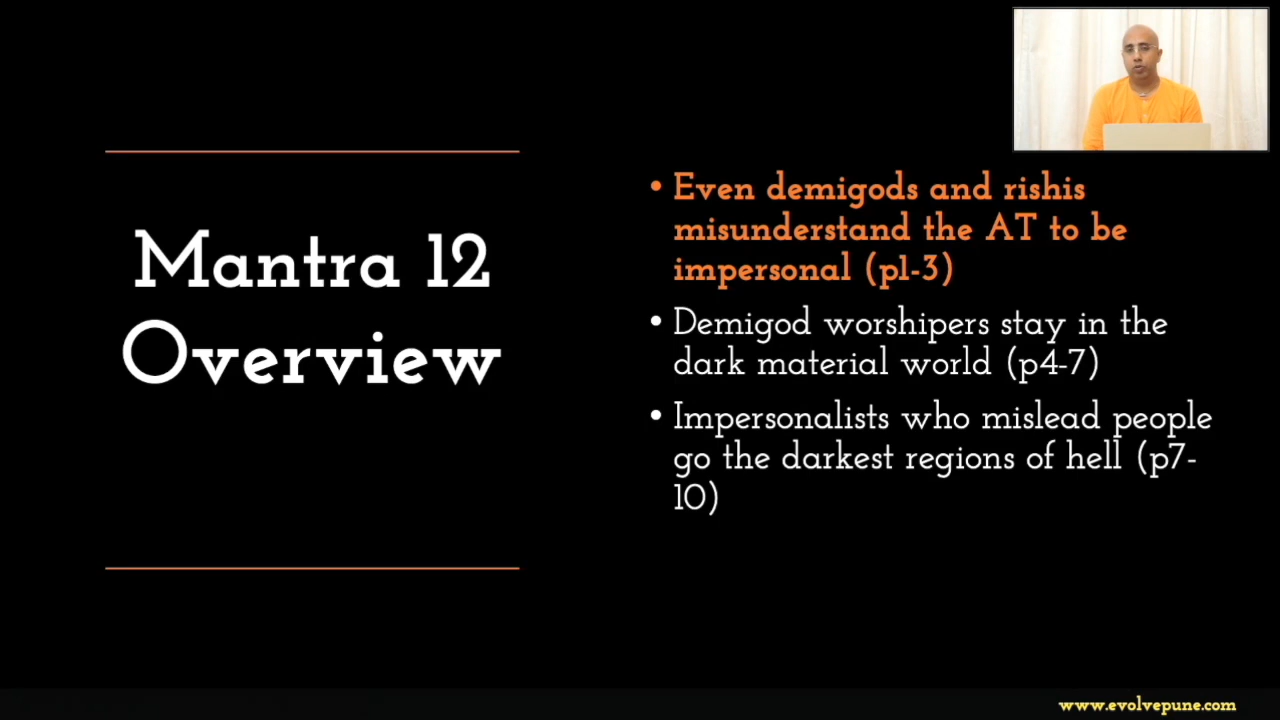 Mantra 12
Overview
• Even demigods and rishis
misunderstand the AT to be
impersonal (p1-3)
• Demigod worshipers stay in the
dark material world (p4-7)
• Impersonalists who mislead people
go the darkest regions of hell (p7-
10)
www.evolvepune.com